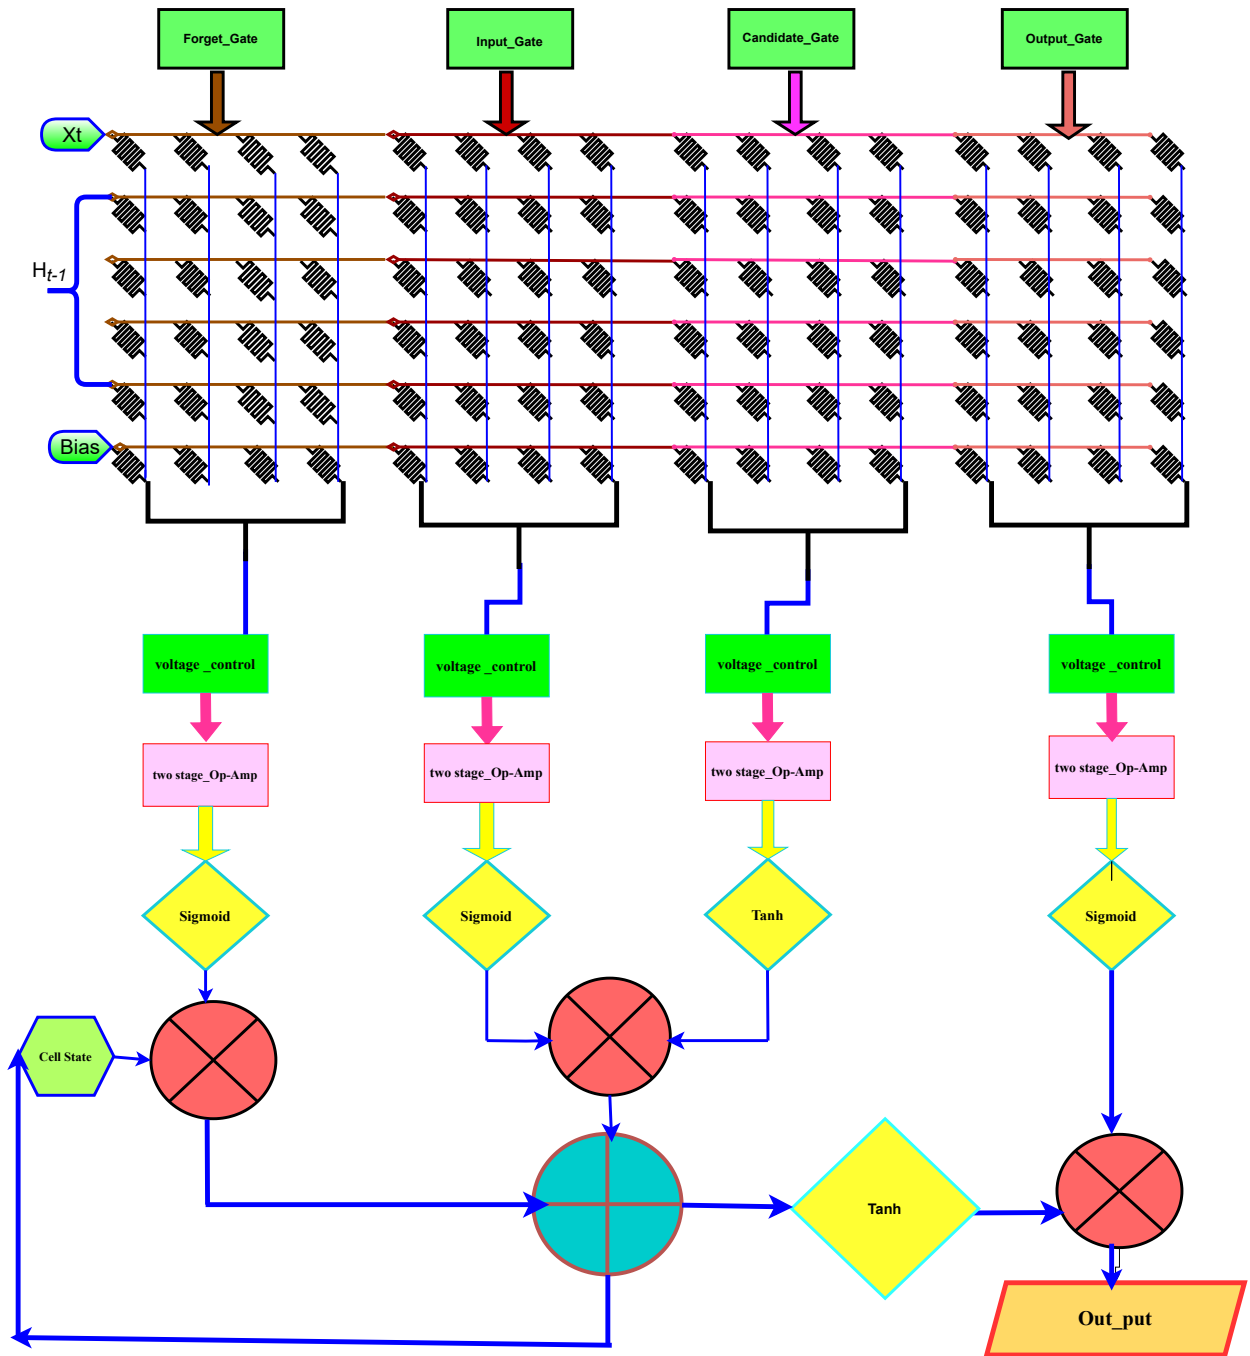 Forget_Gate
Input_Gate
Candidate_Gate
Output_Gate
Xt
Ht-1
Bias
voltage _control
voltage _control
voltage _control
voltage _control
two stage_Op-Amp
two stage_Op-Amp
two stage_Op-Amp
two stage_Op-Amp
Sigmoid
Sigmoid
Tanh
Sigmoid
Cell State
Tanh
Out_put